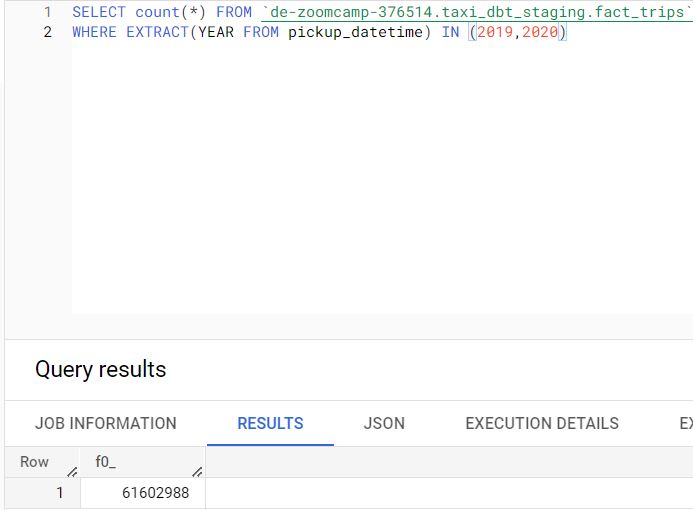 1 SELECT count(*) FROM `de-zoomcamp-376514.taxi_dbt_staging.fact_trips`
2 WHERE EXTRACT(YEAR FROM pickup_datetime) IN (2019,2020)
Query results
JOB INFORMATION RESULTS JSON EXECUTION DETAILS EX
Row f0_
1 61602988